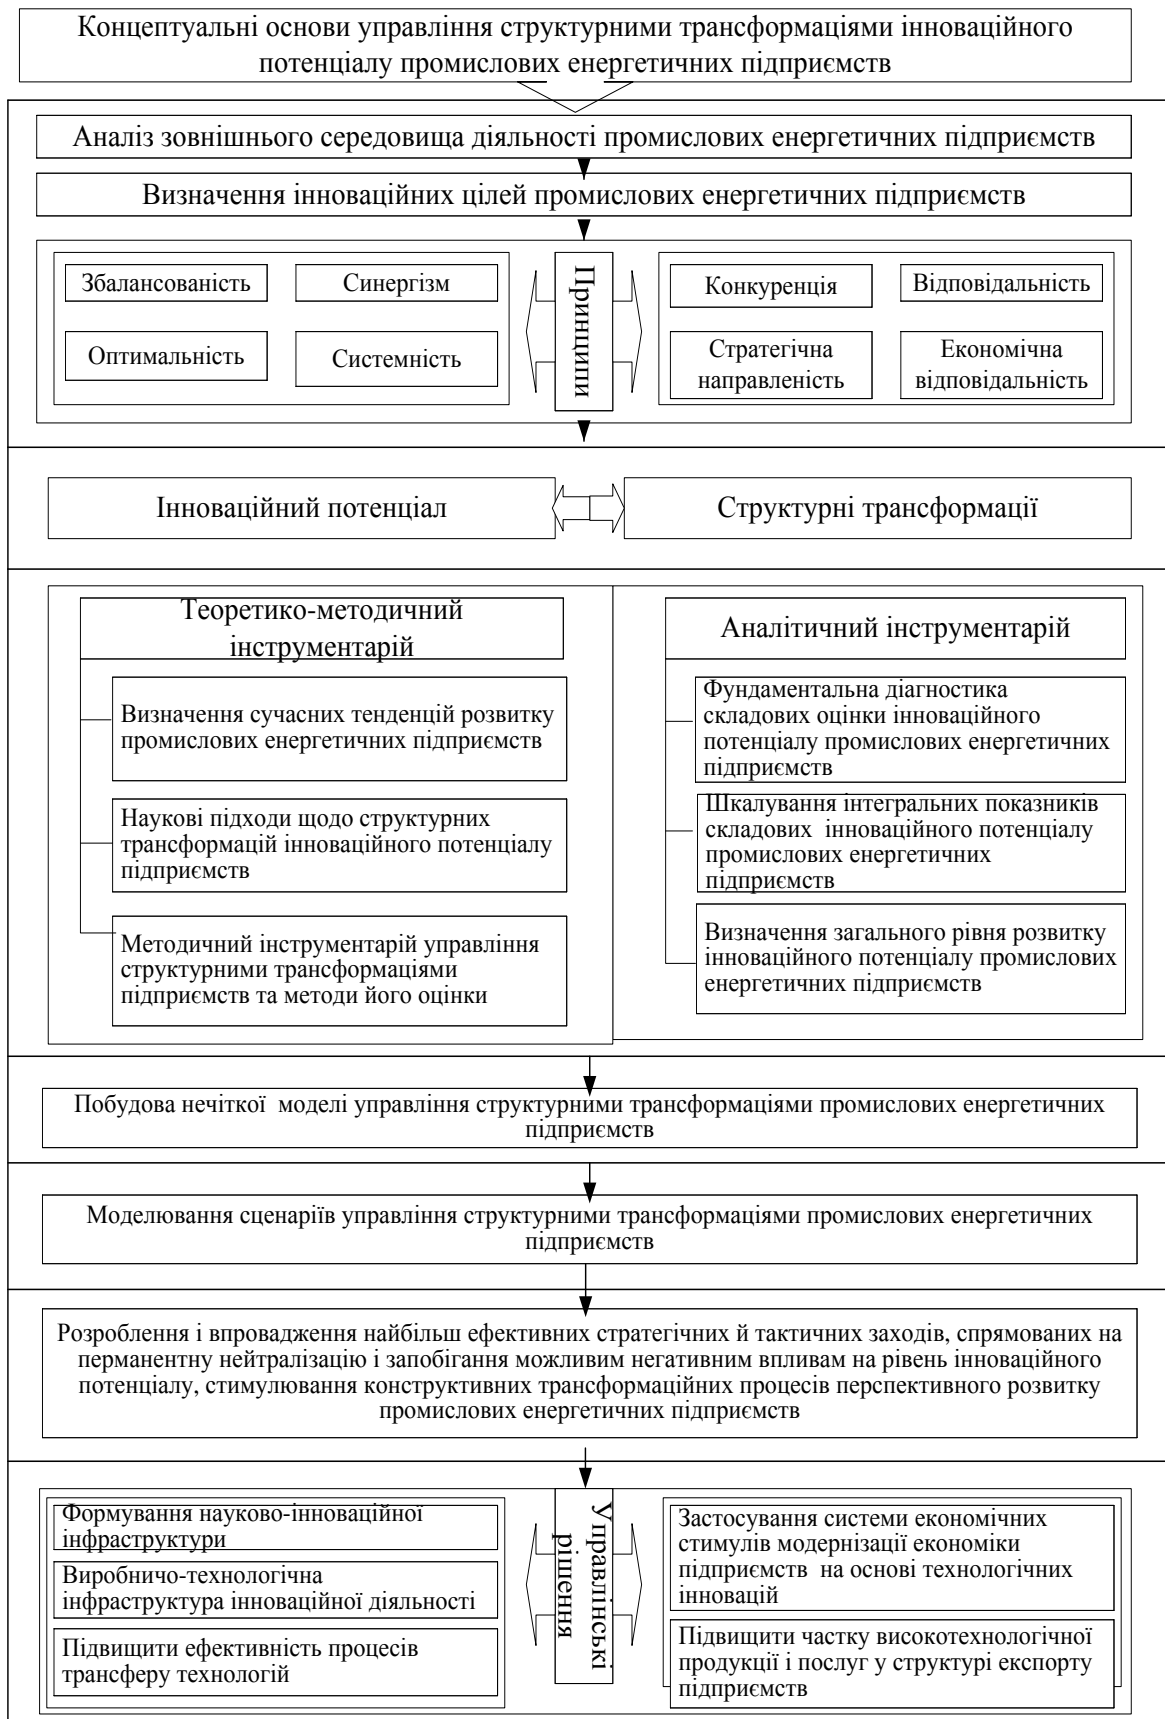 Концептуальні основи управління структурними трансформаціями інноваційного
потенціалу промислових енергетичних підприємств
Аналіз зовнішнього середовища діяльності промислових енергетичних підприємств
Визначення інноваційних цілей промислових енергетичних підприємств
Збалансованість
Синергізм
Оптимальність
Системність
Принципи
Конкуренція
Відповідальність
Стратегічна
направленість
Економічна
відповідальність
Інноваційний потенціал
Структурні трансформації
Теоретико-методичний
інструментарій
Визначення сучасних тенденцій розвитку
промислових енергетичних підприємств
Наукові підходи щодо структурних
трансформацій інноваційного потенціалу
підприємств
Методичний інструментарій управління
структурними трансформаціями
підприємств та методи його оцінки
Аналітичний інструментарій
Фундаментальна діагностика
складових оцінки інноваційного
потенціалу промислових енергетичних
підприємств
Шкалування інтегральних показників
складових інноваційного потенціалу
промислових енергетичних
підприємств
Визначення загального рівня розвитку
інноваційного потенціалу промислових
енергетичних підприємств
Побудова нечіткої моделі управління структурними трансформаціями промислових енергетичних
підприємств
Моделювання сценаріїв управління структурними трансформаціями промислових енергетичних
підприємств
Розроблення і впровадження найбільш ефективних стратегічних й тактичних заходів, спрямованих на
перманентну нейтралізацію і запобігання можливим негативним впливам на рівень інноваційного
потенціалу, стимулювання конструктивних трансформаційних процесів перспективного розвитку
промислових енергетичних підприємств
Формування науково-інноваційної
інфраструктури
Виробничо-технологічна
інфраструктура інноваційної діяльності
Підвищити ефективність процесів
трансферу технологій
Управлінські
рішення
Застосування системи економічних
стимулів модернізації економіки
підприємств на основі технологічних
інновацій
Підвищити частку високотехнологічної
продукції і послуг у структурі експорту
підприємств